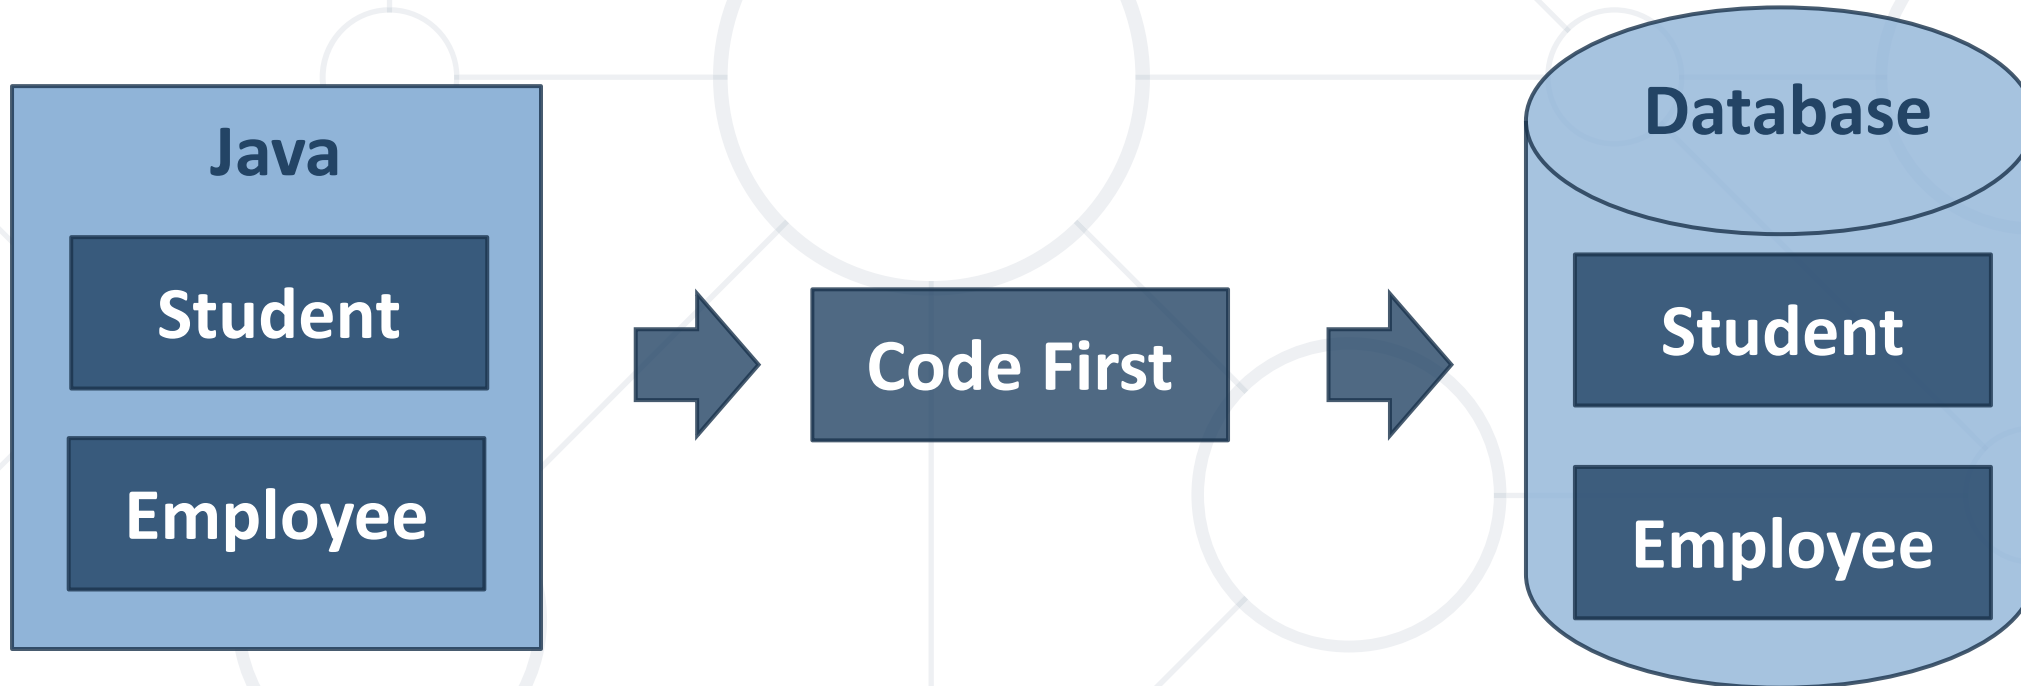 Java
Student
Employee
Code First
Database
Student
Employee